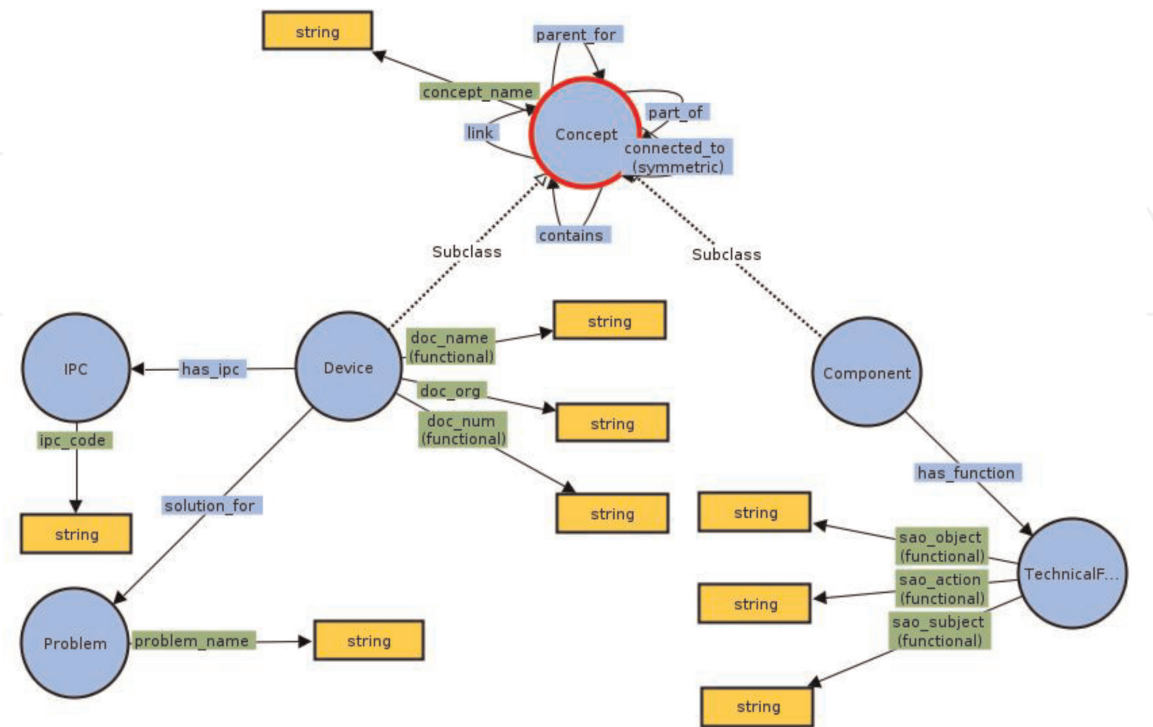 string
parent_for
concept_name
part_of
link
Concept
connected_to
(symmetric)
contains
Subclass
Subclass
string
doc_name
(functional)
IPC
has_ipc
Device
Component
doc_org
string
doc_num
(functional)
ipc_code
has_function
solution_for
string
string
string
sao_object
(functional)
TechnicalF...
sao_action
(functional)
string
sao_subject
(functional)
Problem
problem_name
string
string